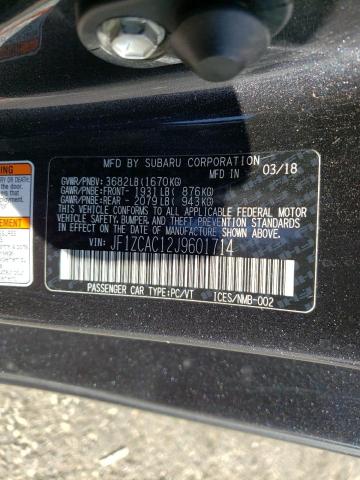 MFD BY SUBARU CORPORATION
MFD IN 03/18
GVWR/PNBV: 3682LB(1670KG)
GAWR/PNBE:FRONT- 1931LB( 876KG)
GAWR/PNBE:REAR - 2079LB( 943KG)
THIS VEHICLE CONFORMS TO ALL APPLICABLE FEDERAL MOTOR
VEHICLE SAFETY, BUMPER, AND THEFT PREVENTION STANDARDS
IN EFFECT ON THE DATE OF MANUFACTURE SHOWN ABOVE.
VIN: JF1ZCAC12J9601714
PASSENGER CAR TYPE:PC/VT ICES/NMB-002